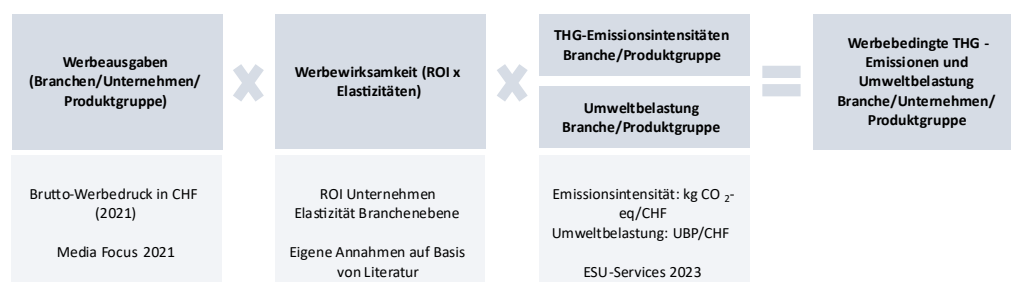 Werbeausgaben
(Branchen/Unternehmen/
Produktgruppe)
Werbewirksamkeit (ROI x
Elastizitäten)
THG-Emissionsintensitäten
Branche/Produktgruppe
Umweltbelastung
Branche/Produktgruppe
Werbebedingte THG -
Emissionen und
Umweltbelastung
Branche/Unternehmen/
Produktgruppe
Brutto-Werbedruck in CHF
(2021)
Media Focus 2021
ROI Unternehmen
Elastizität Branchenebene
Eigene Annahmen auf Basis
von Literatur
Emissionsintensität: kg CO 2-
eq/CHF
Umweltbelastung: UBP/CHF
ESU-Services 2023